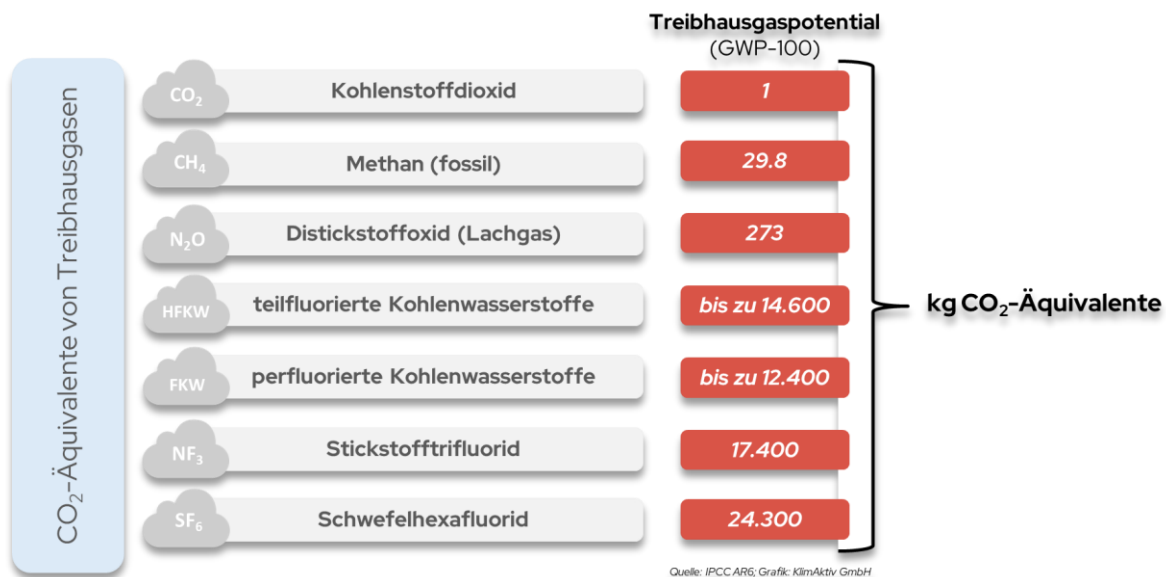 Treibhausgaspotential
(GWP-100)
CO₂-Äquivalente von Treibhausgasen
CO₂ Kohlenstoffdioxid 1
CH₄ Methan (fossil) 29.8
N₂O Distickstoffoxid (Lachgas) 273
HFKW teilfluorierte Kohlenwasserstoffe bis zu 14.600
kg CO₂-Äquivalente
FKW perfluorierte Kohlenwasserstoffe bis zu 12.400
NF₃ Stickstofftrifluorid 17.400
SF₆ Schwefelhexafluorid 24.300
Quelle: IPCC AR6; Grafik: KlimAktiv GmbH